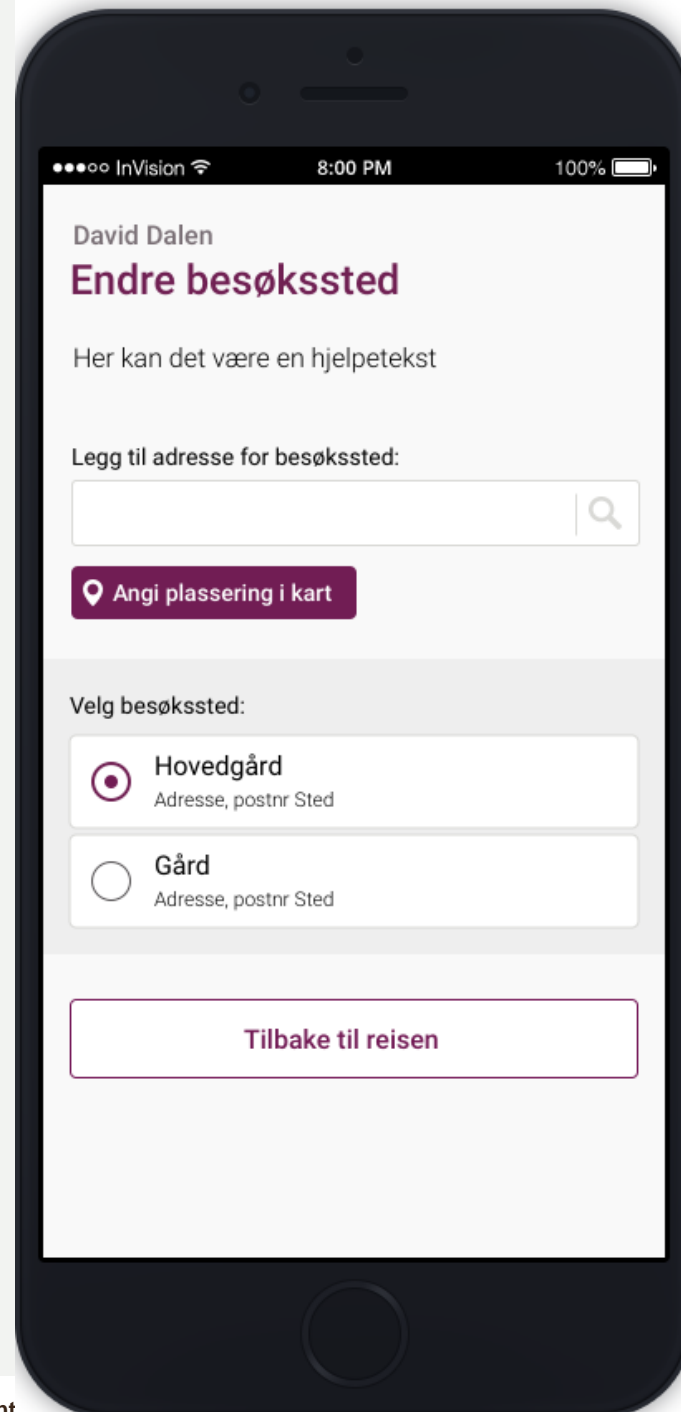 InVision 8:00 PM 100%
David Dalen
Endre besøkssted
Her kan det være en hjelpetekst
Legg til adresse for besøkssted:
Angi plassering i kart
Velg besøkssted:
Hovedgård
Adresse, postnr Sted
Gård
Adresse, postnr Sted
Tilbake til reisen